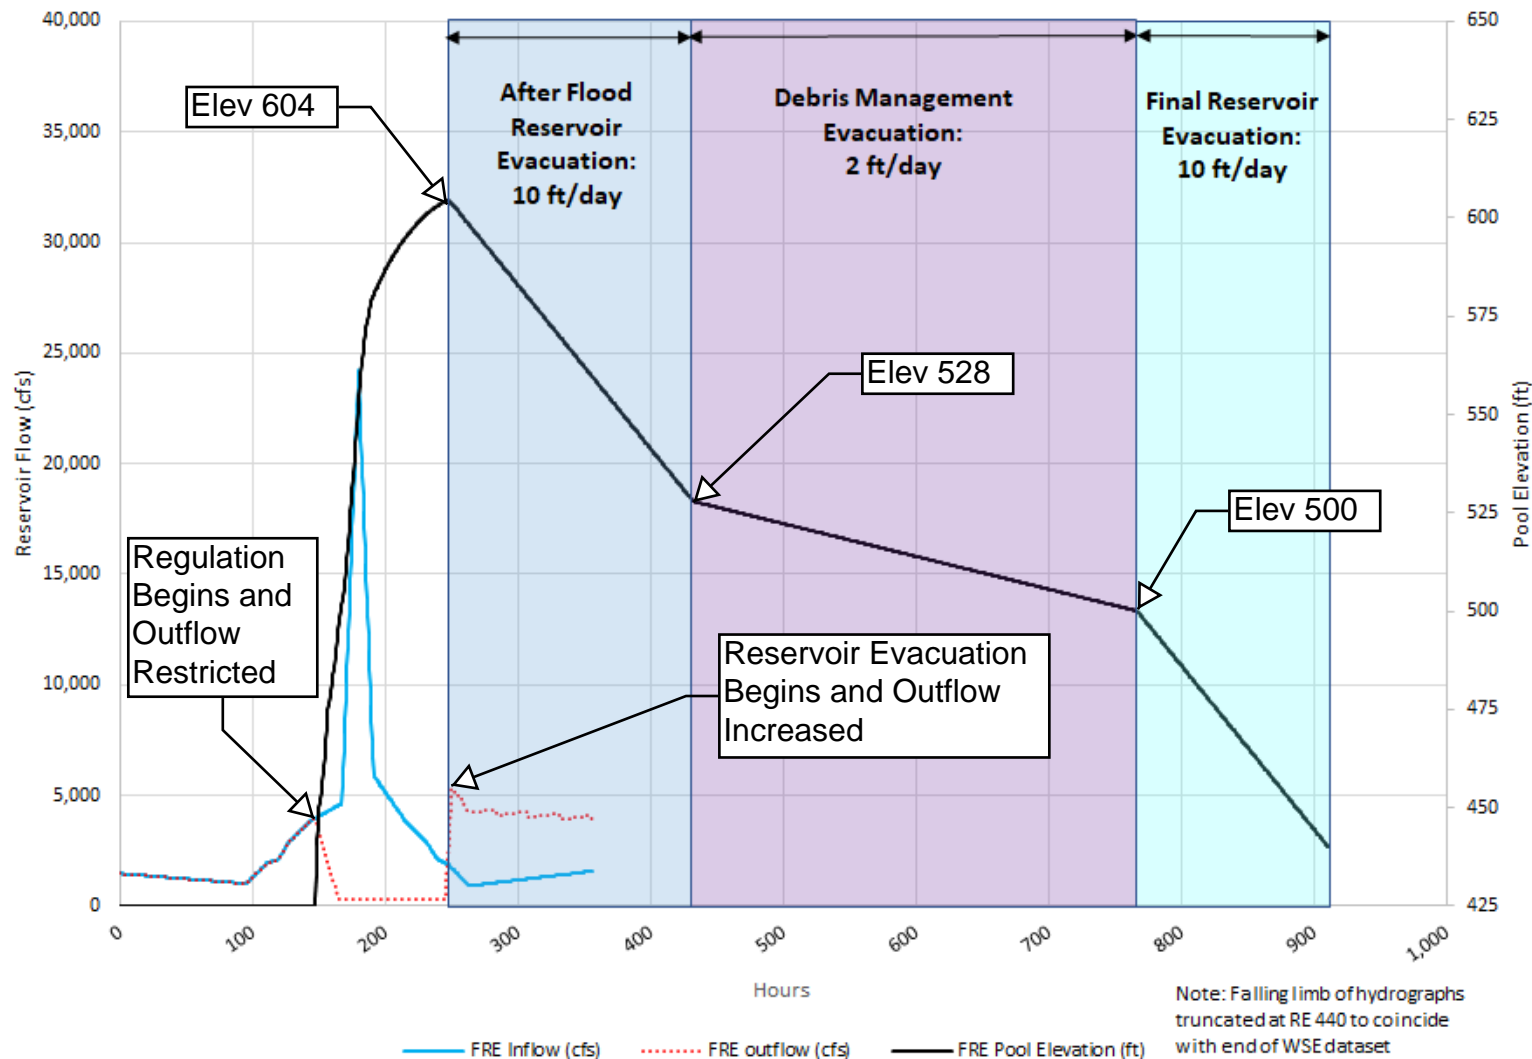 40,000
35,000
30,000
25,000
20,000
15,000
10,000
5,000
0
Reservoir Flow (cfs)
650
625
600
575
550
525
500
475
450
425
Pool Elevation (ft)
After Flood
Reservoir
Evacuation:
10 ft/day
Debris Management
Evacuation:
2 ft/day
Final Reservoir
Evacuation:
10 ft/day
Elev 604
Elev 528
Elev 500
Regulation
Begins and
Outflow
Restricted
Reservoir Evacuation
Begins and Outflow
Increased
0
100
200
300
400
500
600
700
800
900
1,000
Hours
Note: Falling limb of hydrographs
truncated at RE 440 to coincide
with end of WSE dataset
FRE Inflow (cfs)
FRE outflow (cfs)
FRE Pool Elevation (ft)